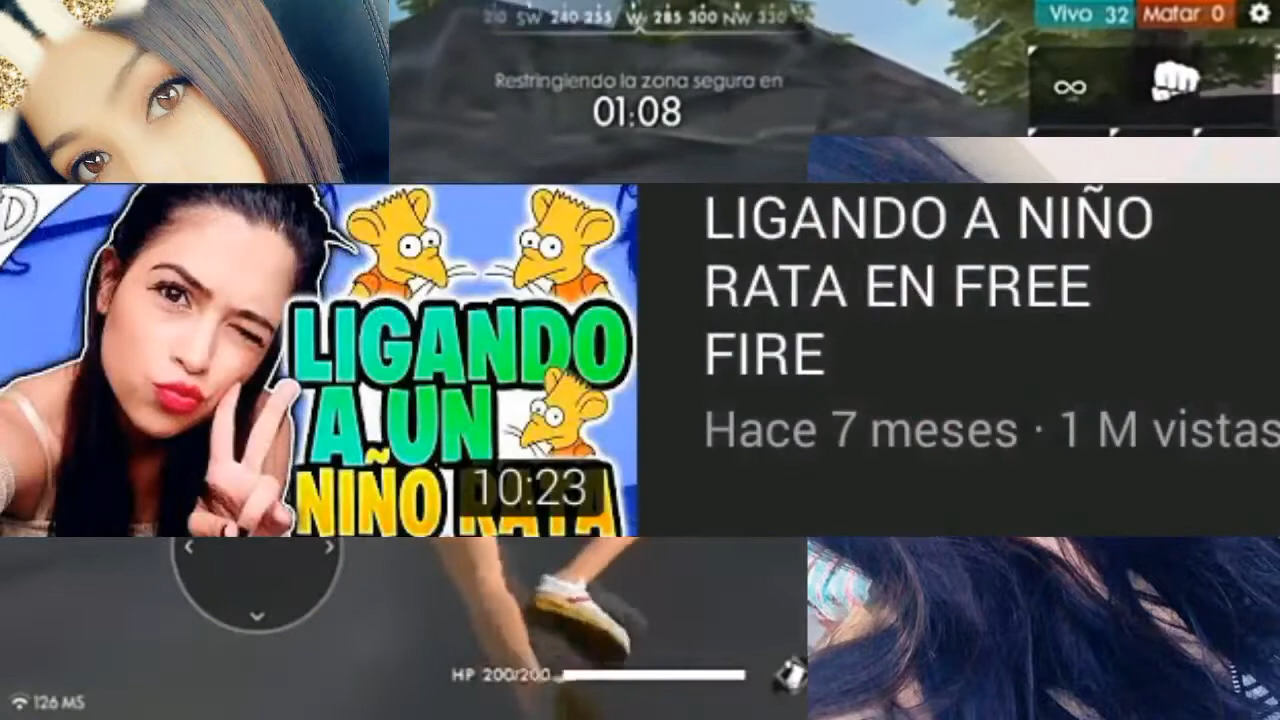 210 SW 240 255 W 285 300 NW 330
Vivo 32 Matar 0
Restringiendo la zona segura en
01:08
∞
D
LIGANDO
A UN
NIÑO RATA
10:23
LIGANDO A NIÑO
RATA EN FREE
FIRE
Hace 7 meses · 1 M vistas
HP 200/200
126 MS